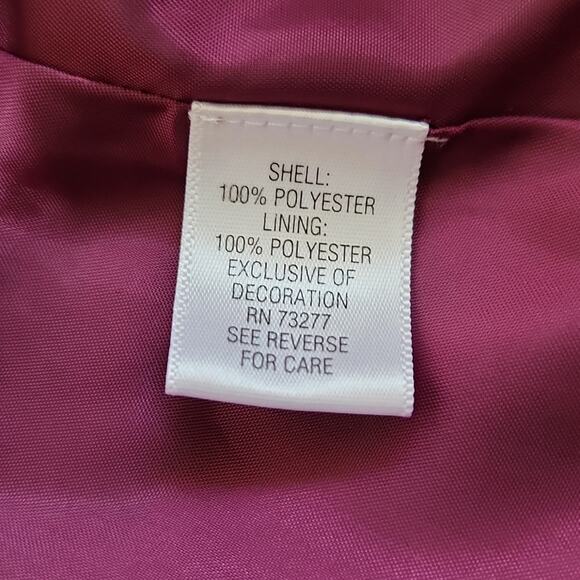 SHELL:
100% POLYESTER
LINING:
100% POLYESTER
EXCLUSIVE OF
DECORATION
RN 73277
SEE REVERSE
FOR CARE